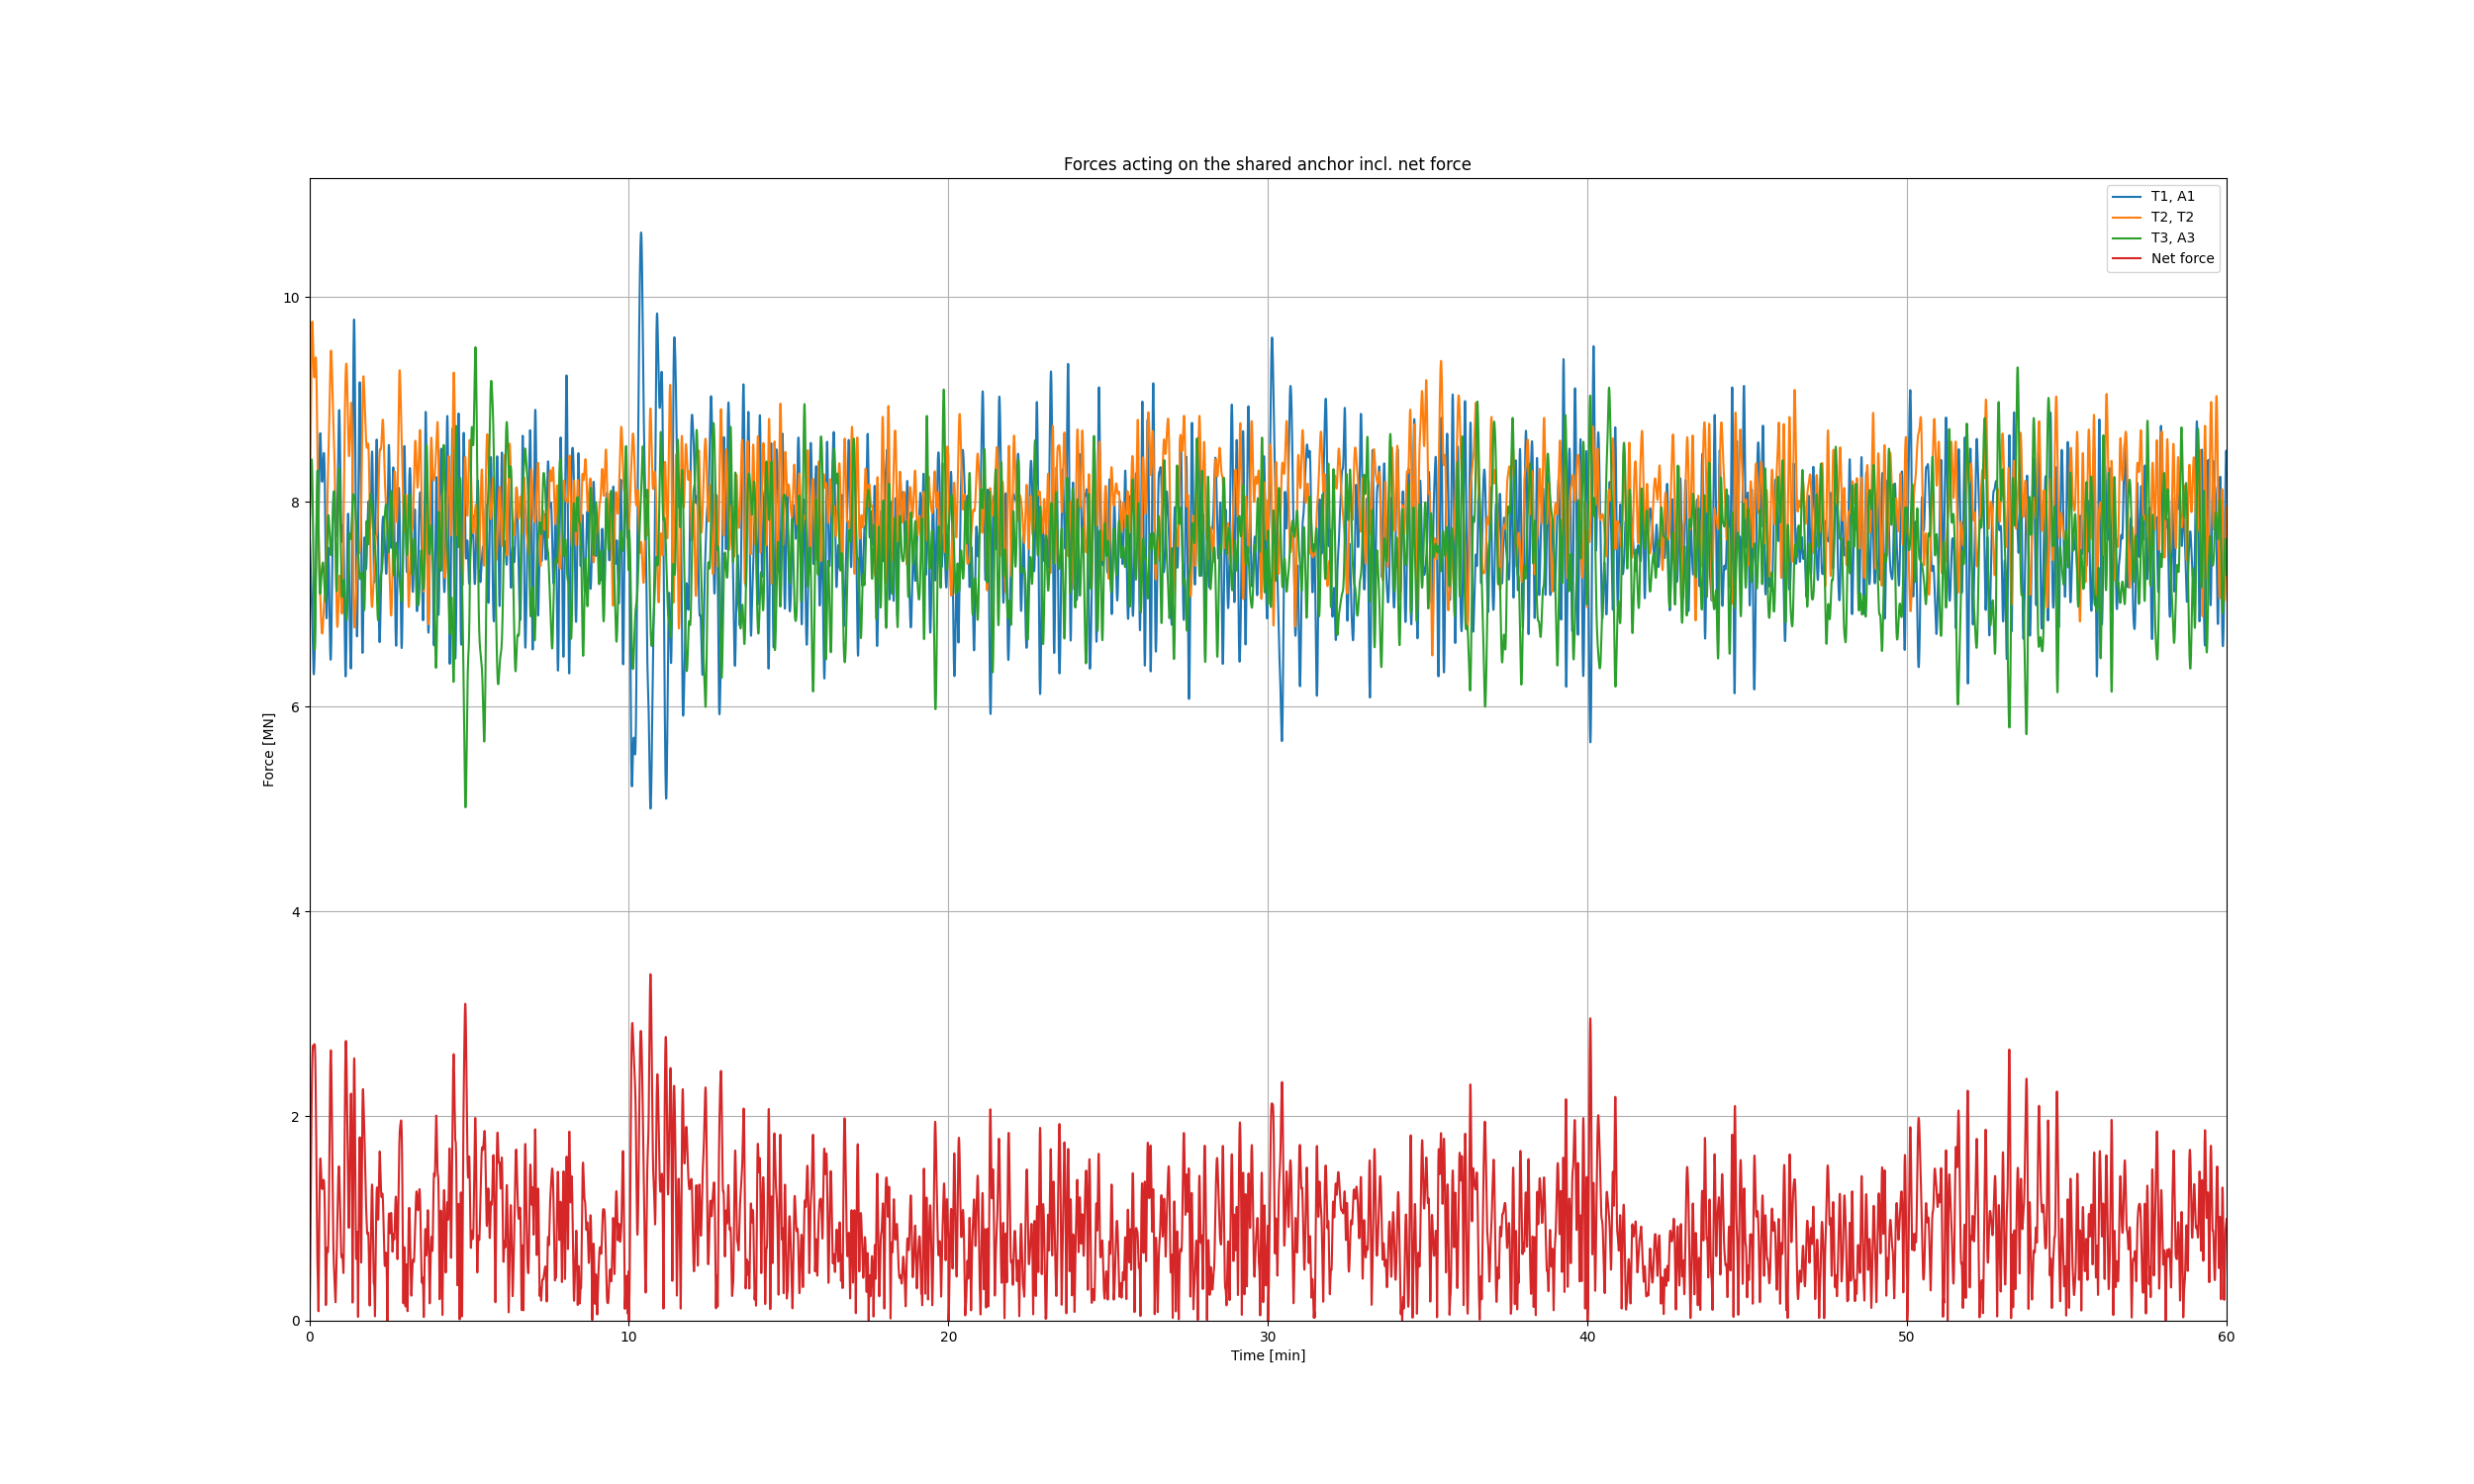 Forces acting on the shared anchor incl. net force
T1, A1
T2, T2
T3, A3
Net force
10
8
6
4
2
0
Force [MN]
0 10 20 30 40 50 60
Time [min]